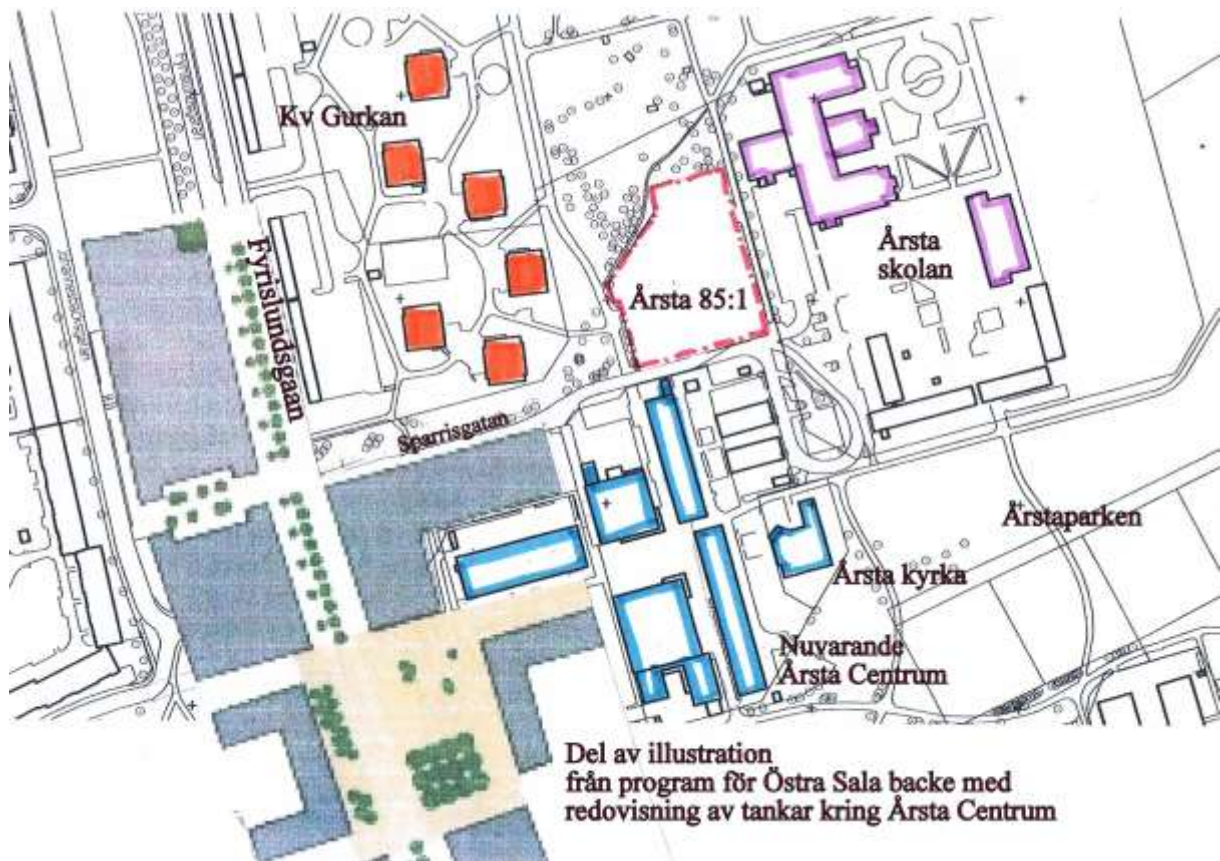 Kv Gurkan
Årsta
skolan
Årsta 85:1
Fyrislundsgaan
Sparrisgatan
Årstaparken
Årsta kyrka
Nuvarande
Årsta Centrum
Del av illustration
från program för Östra Sala backe med
redovisning av tankar kring Årsta Centrum